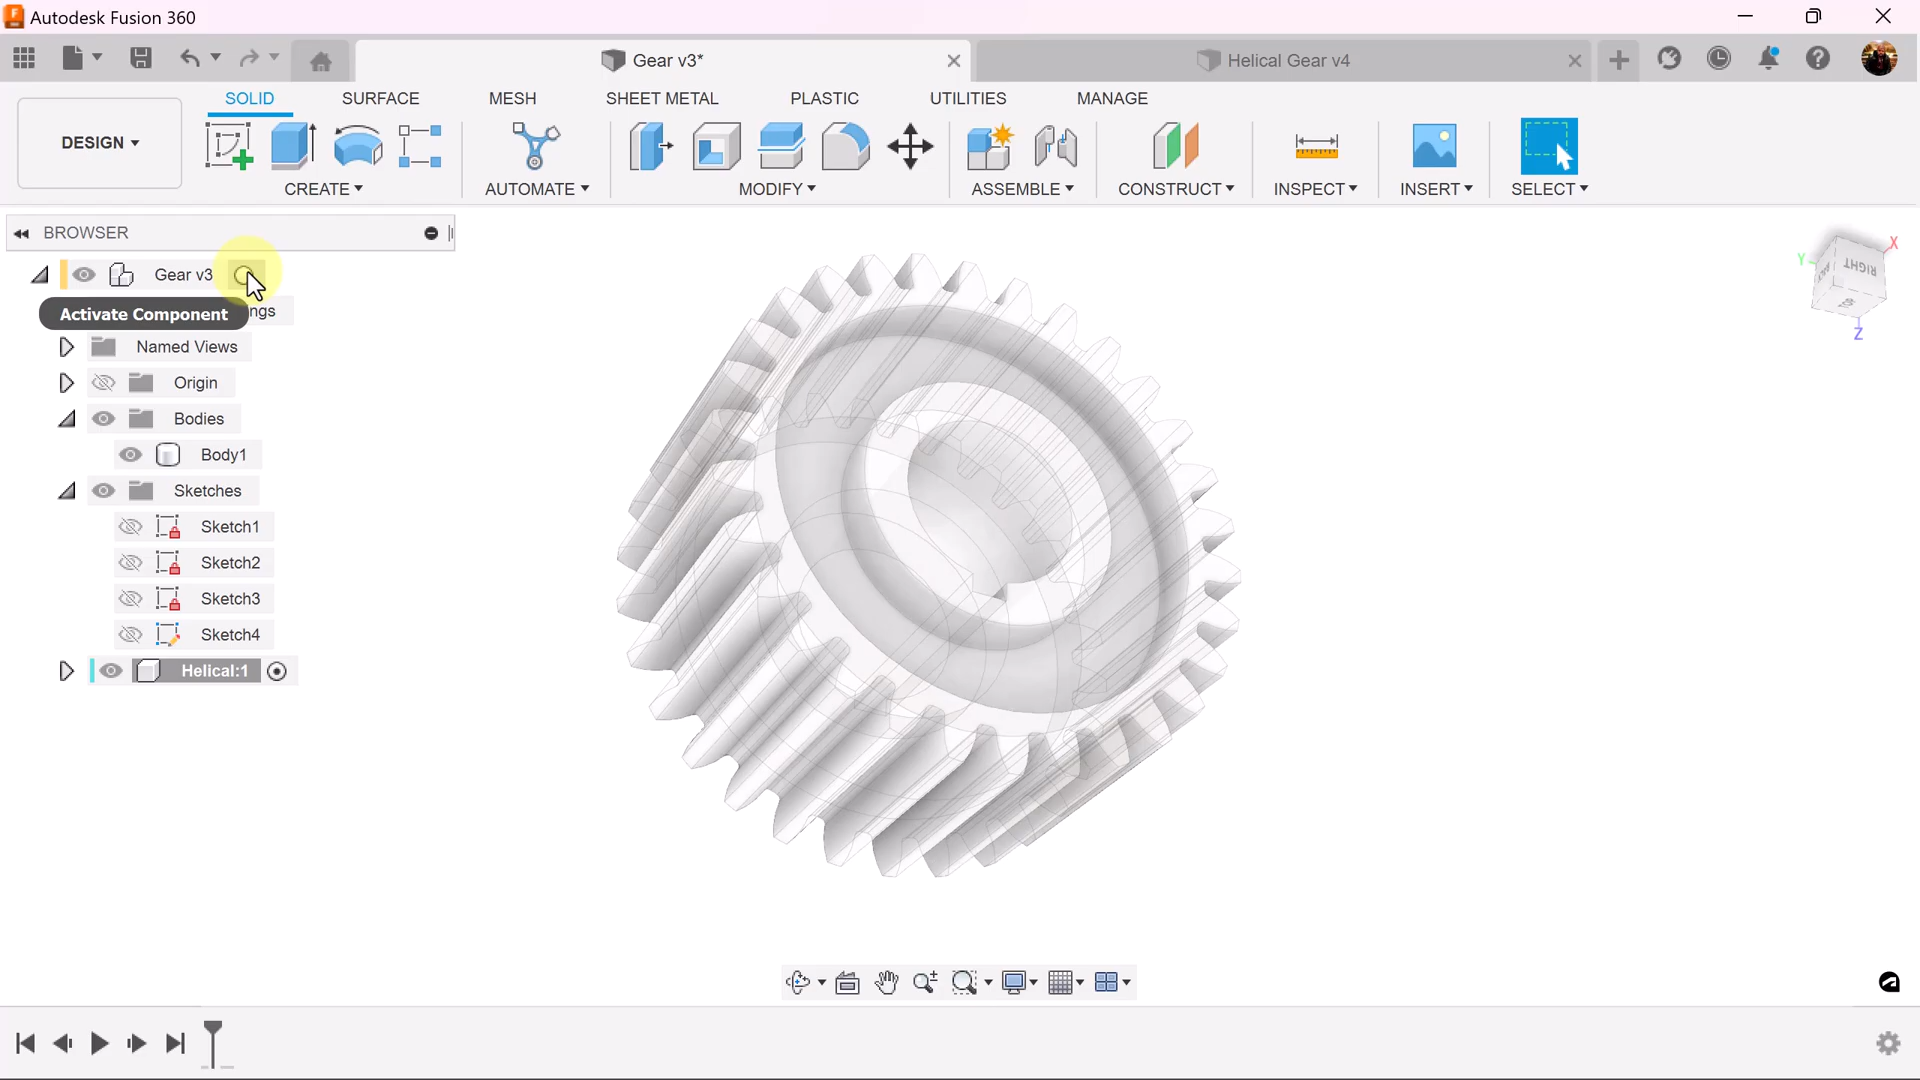 Autodesk Fusion 360
Gear v3*
Helical Gear v4
SOLID
SURFACE
MESH
SHEET METAL
PLASTIC
UTILITIES
MANAGE
DESIGN
CREATE
AUTOMATE
MODIFY
ASSEMBLE
CONSTRUCT
INSPECT
INSERT
SELECT
BROWSER
Gear v3
Activate Component
ngs
Named Views
Origin
Bodies
Body1
Sketches
Sketch1
Sketch2
Sketch3
Sketch4
Helical:1
X
Y
RIGHT
Z